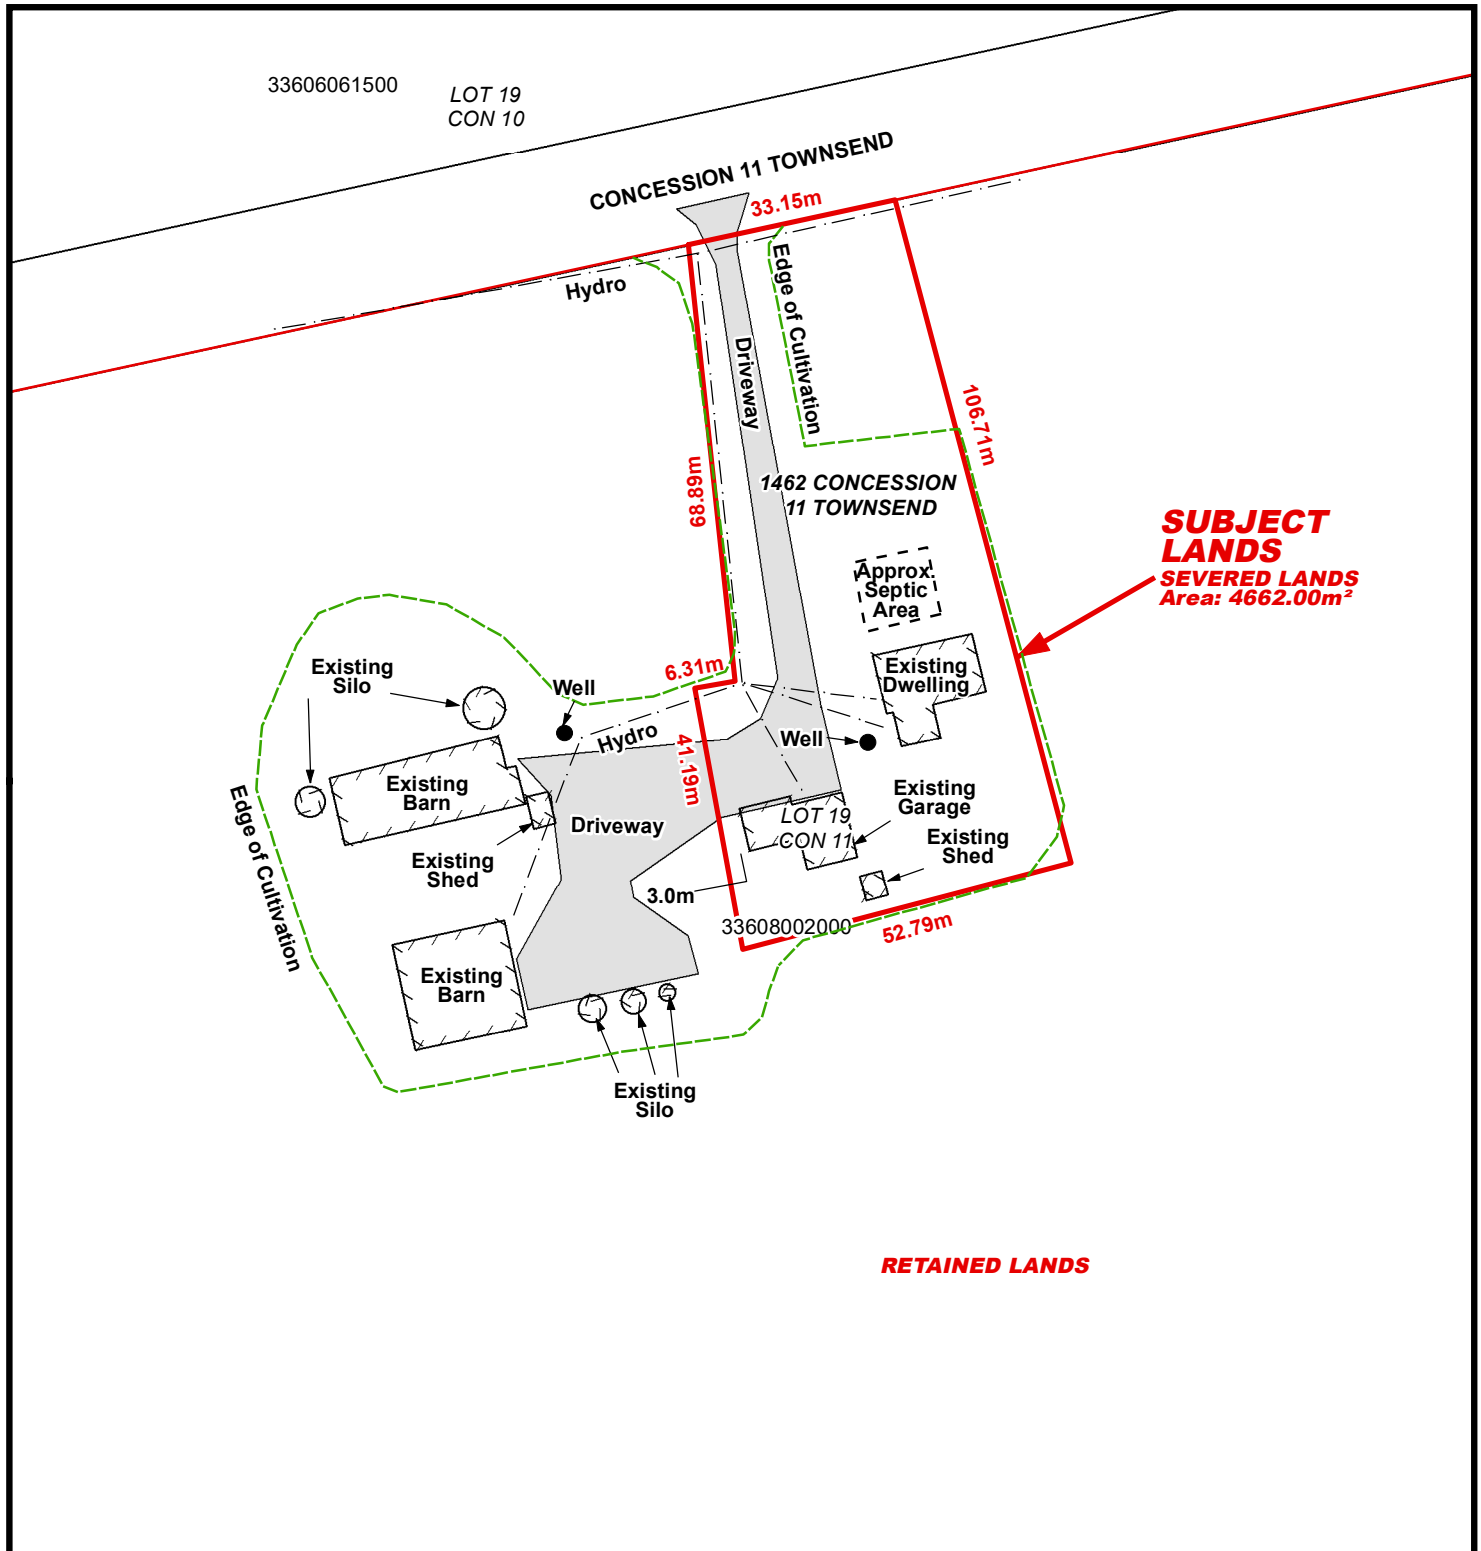 33606061500
LOT 19
CON 10
CONCESSION 11 TOWNSEND
33.15m
Hydro
Edge of Cultivation
Driveway
106.71m
68.89m
1462 CONCESSION
11 TOWNSEND
SUBJECT
LANDS
SEVERED LANDS
Area: 4662.00m²
Approx.
Septic
Area
Existing
Silo
6.31m
Well
Existing
Dwelling
Hydro
41.19m
Well
Existing
Barn
Existing
Garage
Edge of Cultivation
Driveway
LOT 19
CON 11
Existing
Shed
Existing
Shed
3.0m
33608002000
52.79m
Existing
Barn
Existing
Silo
RETAINED LANDS